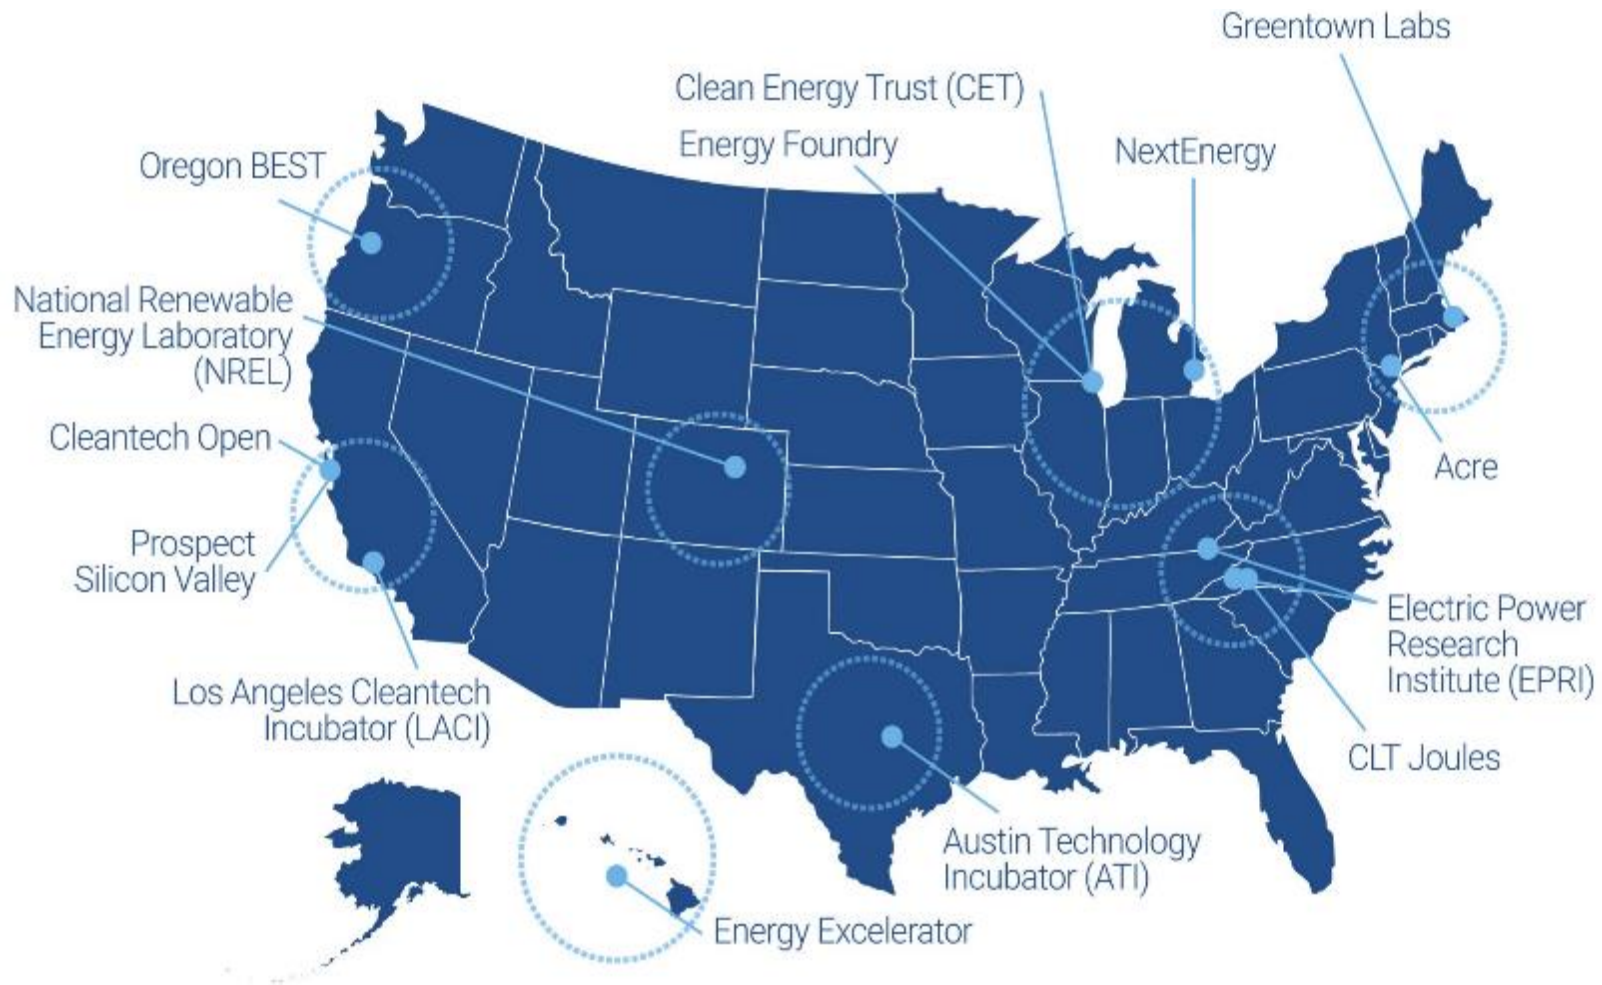 Greentown Labs
Clean Energy Trust (CET)
Energy Foundry
NextEnergy
Oregon BEST
National Renewable
Energy Laboratory
(NREL)
Cleantech Open
Acre
Prospect
Silicon Valley
Electric Power
Research
Institute (EPRI)
Los Angeles Cleantech
Incubator (LACI)
CLT Joules
Austin Technology
Incubator (ATI)
Energy Excelerator